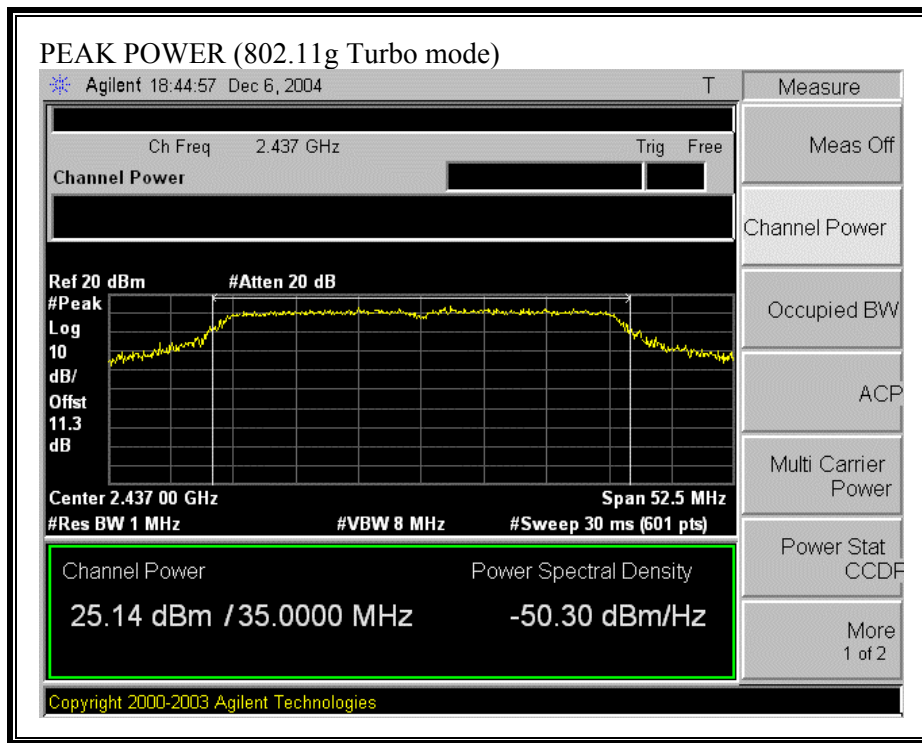 PEAK POWER (802.11g Turbo mode)
Agilent 18:44:57 Dec 6, 2004 T
Measure
Ch Freq 2.437 GHz Trig Free
Channel Power
Meas Off
Channel Power
Occupied BW
ACP
Multi Carrier
Power
Power Stat
CCDF
More
1 of 2
Ref 20 dBm #Atten 20 dB
#Peak
Log
10
dB/
Offst
11.3
dB
Center 2.437 00 GHz Span 52.5 MHz
#Res BW 1 MHz #VBW 8 MHz #Sweep 30 ms (601 pts)
Channel Power Power Spectral Density
25.14 dBm / 35.0000 MHz -50.30 dBm/Hz
Copyright 2000-2003 Agilent Technologies